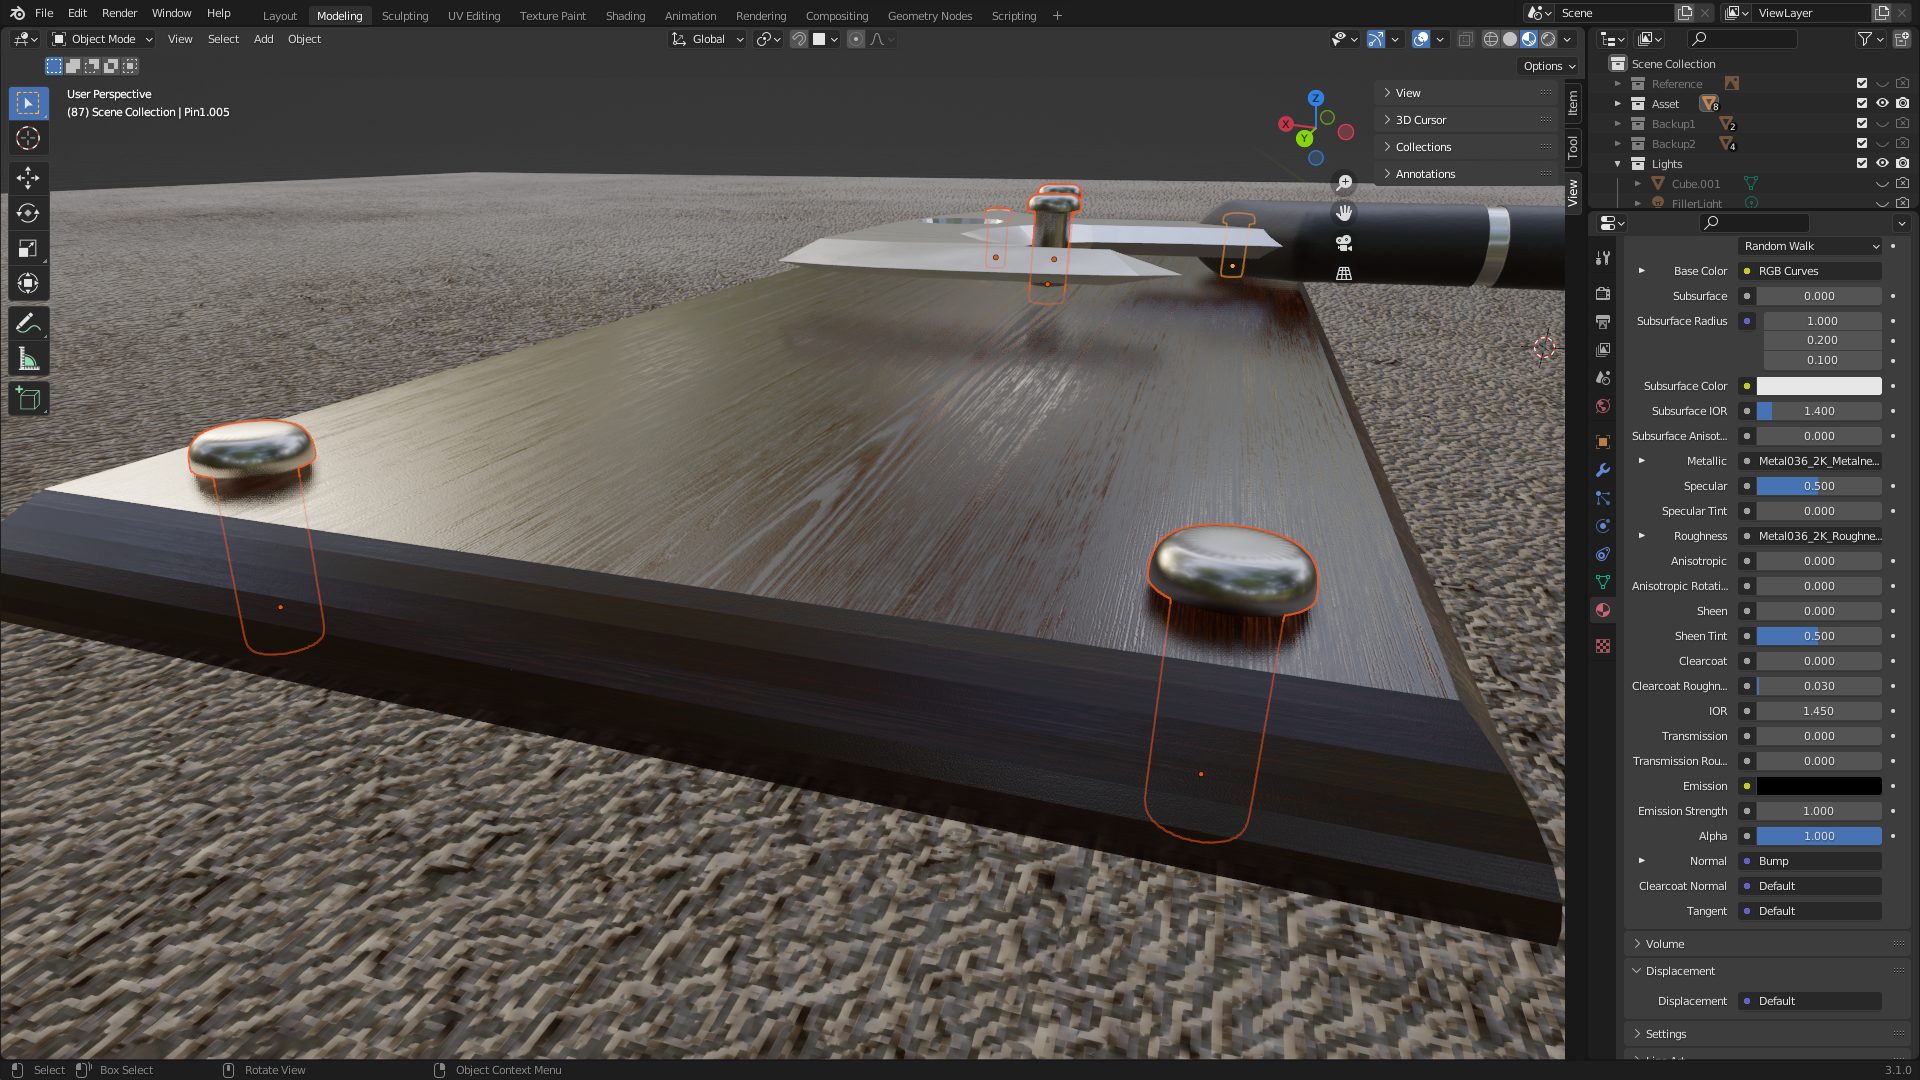 File Edit Render Window Help Layout Modeling Sculpting UV Editing Texture Paint Shading Animation Rendering Compositing Geometry Nodes Scripting + Scene ViewLayer
Object Mode View Select Add Object Global
Options
User Perspective
(87) Scene Collection | Pin1.005
Z
X
Y
View
3D Cursor
Collections
Annotations
Item
Tool
View
Scene Collection
Reference
Asset 8
Backup1 2
Backup2 4
Lights
Cube.001
FillerLight
Random Walk
Base Color RGB Curves
Subsurface 0.000
Subsurface Radius 1.000
0.200
0.100
Subsurface Color
Subsurface IOR 1.400
Subsurface Anisot... 0.000
Metallic Metal036_2K_Metalne...
Specular 0.500
Specular Tint 0.000
Roughness Metal036_2K_Roughne...
Anisotropic 0.000
Anisotropic Rotati... 0.000
Sheen 0.000
Sheen Tint 0.500
Clearcoat 0.000
Clearcoat Roughn... 0.030
IOR 1.450
Transmission 0.000
Transmission Rou... 0.000
Emission
Emission Strength 1.000
Alpha 1.000
Normal Bump
Clearcoat Normal Default
Tangent Default
Volume
Displacement
Displacement Default
Settings
Select Box Select Rotate View Object Context Menu 3.1.0